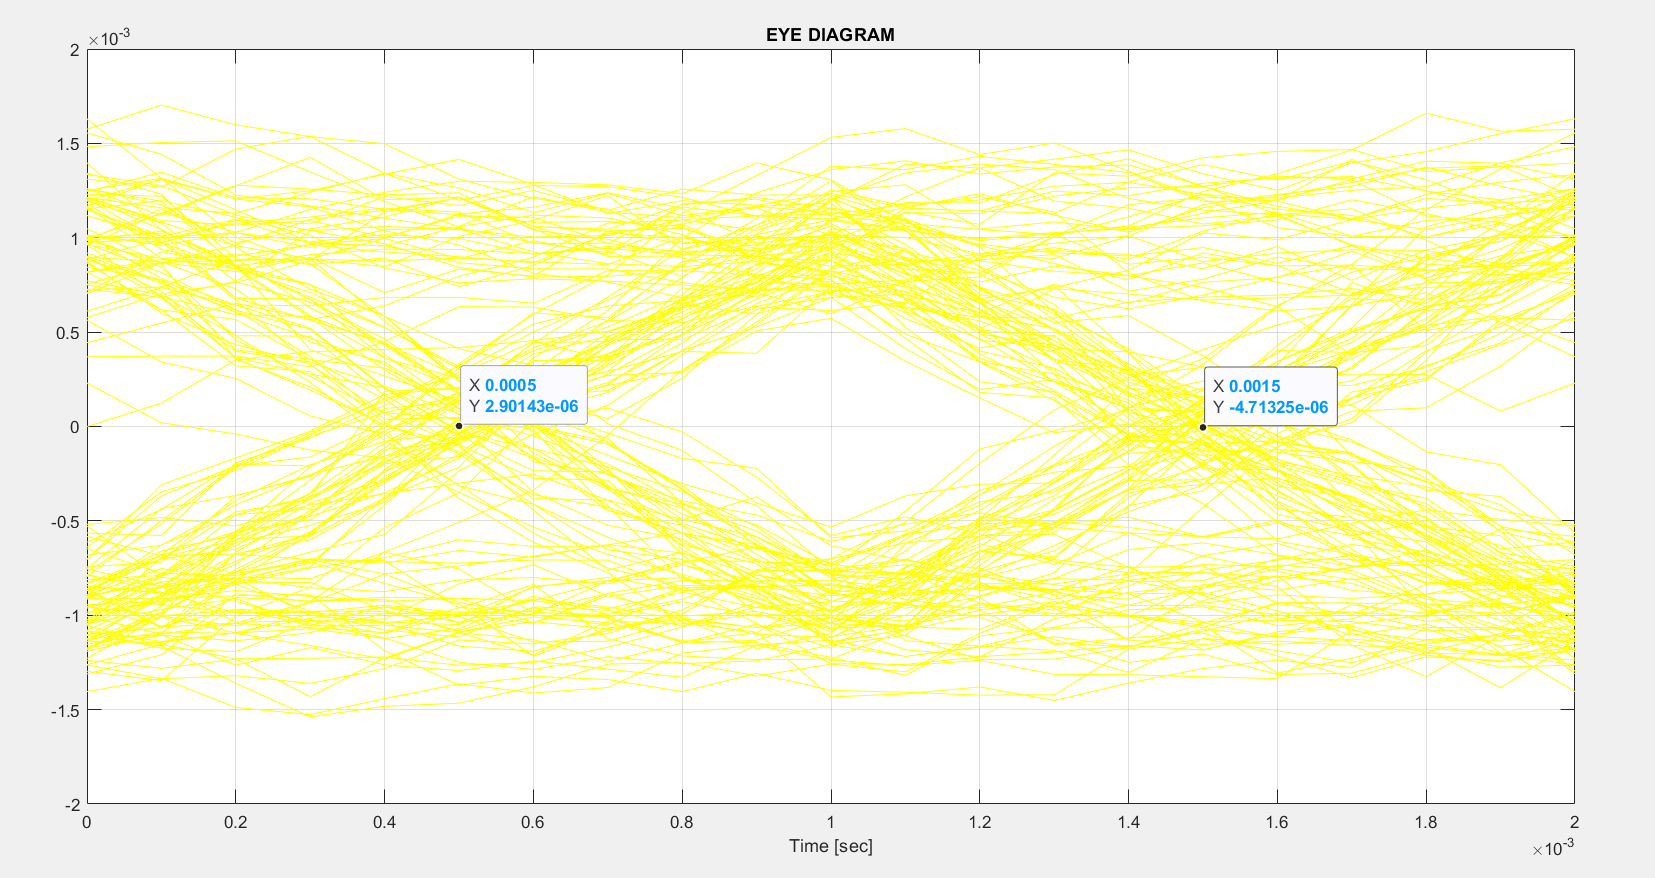 EYE DIAGRAM
×10⁻³
2
1.5
1
0.5
0
-0.5
-1
-1.5
-2
X 0.0005
Y 2.90143e-06
X 0.0015
Y -4.71325e-06
0 0.2 0.4 0.6 0.8 1 1.2 1.4 1.6 1.8 2
Time [sec]
×10⁻³